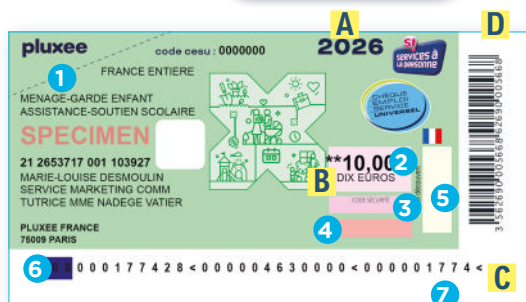 A
D
pluxee
code cesu : 0000000
2026
services à
la personne
1
FRANCE ENTIERE
MENAGE-GARDE ENFANT
ASSISTANCE-SOUTIEN SCOLAIRE
CHEQUE
EMPLOI
SERVICE
UNIVERSEL
SPECIMEN
21 2653717 001 103927
**10,00
2
DIX EUROS
B
MARIE-LOUISE DESMOULIN
SERVICE MARKETING COMM
TUTRICE MME NADEGE VATIER
CODE SÉCURITÉ
3
5
4
PLUXEE FRANCE
75009 PARIS
6
0000177428<000004630000<000001774<
C
7